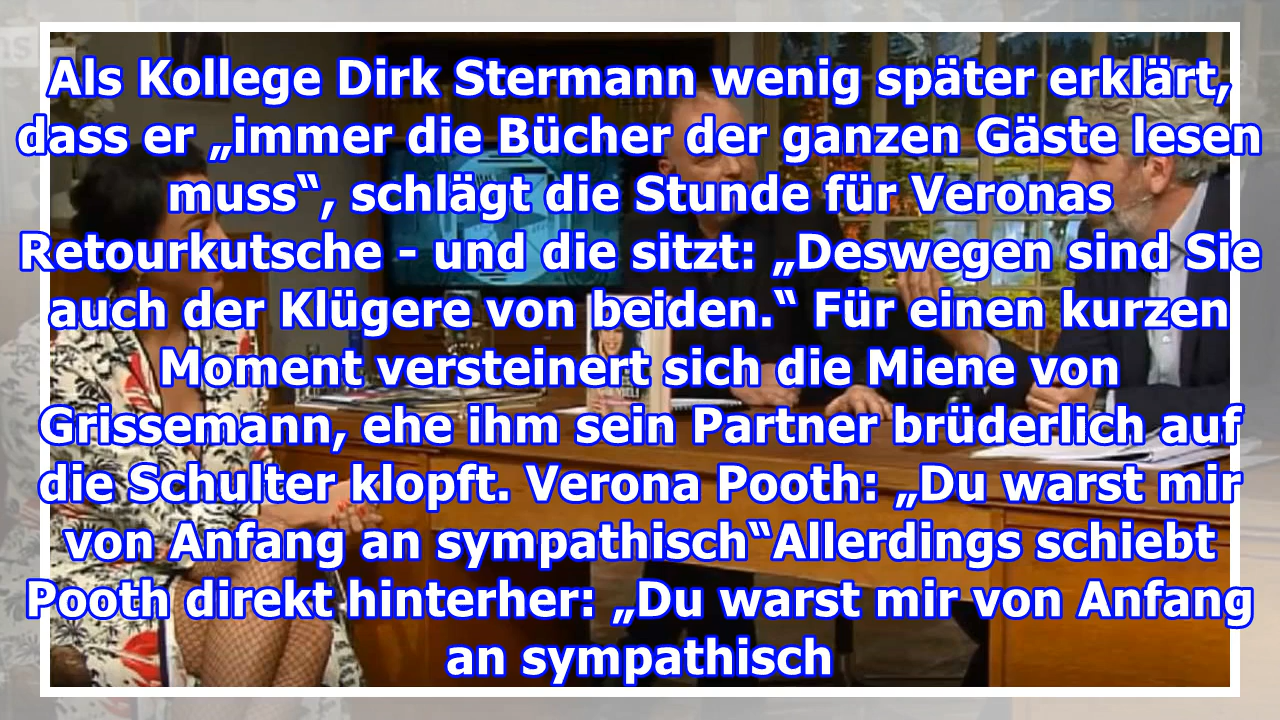 Als Kollege Dirk Stermann wenig später erklärt,
dass er „immer die Bücher der ganzen Gäste lesen
muss“, schlägt die Stunde für Veronas
Retourkutsche - und die sitzt: „Deswegen sind Sie
auch der Klügere von beiden.“ Für einen kurzen
Moment versteinert sich die Miene von
Grissemann, ehe ihm sein Partner brüderlich auf
die Schulter klopft. Verona Pooth: „Du warst mir
von Anfang an sympathisch“Allerdings schiebt
Pooth direkt hinterher: „Du warst mir von Anfang
an sympathisch